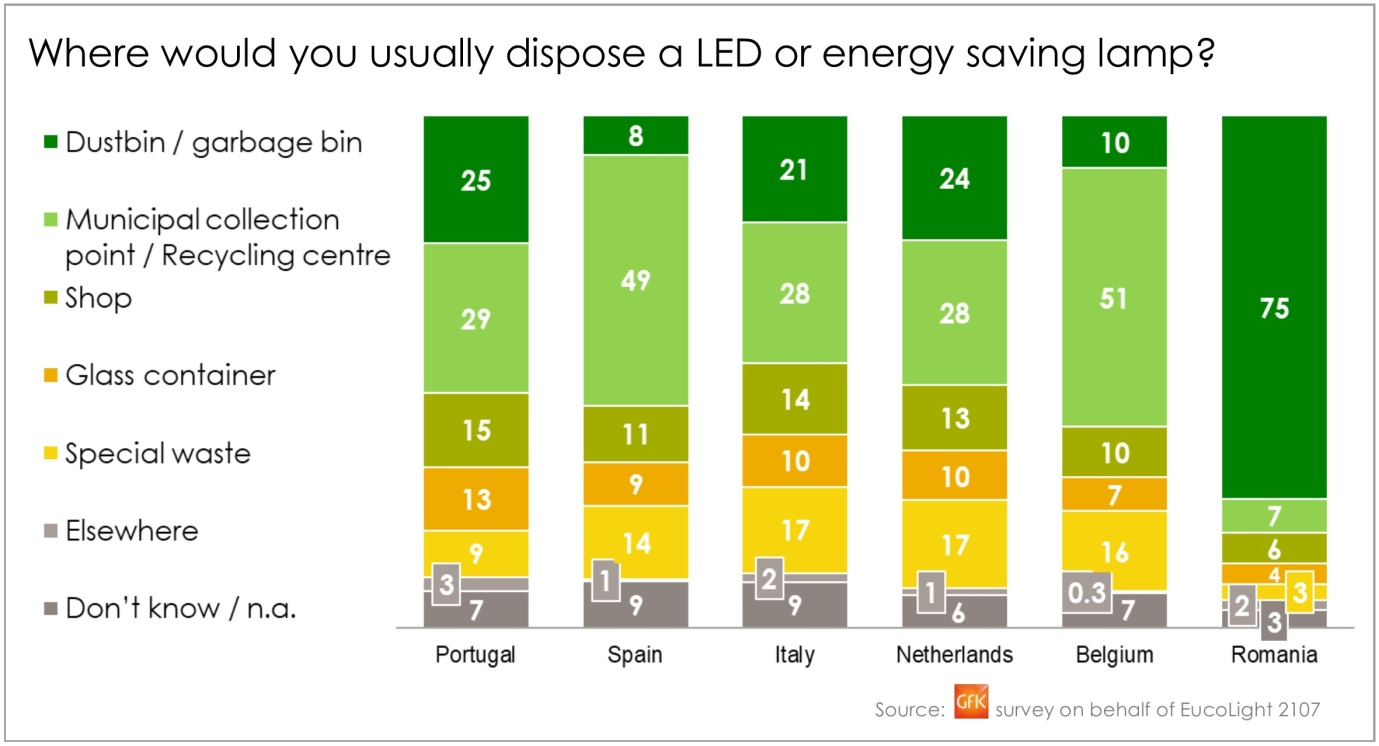 Where would you usually dispose a LED or energy saving lamp?
Dustbin / garbage bin
Municipal collection
point / Recycling centre
Shop
Glass container
Special waste
Elsewhere
Don't know / n.a.
25
29
15
13
9
3
7
8
49
11
9
14
1
9
21
28
14
10
17
2
9
24
28
13
10
17
1
6
10
51
10
7
16
0.3
7
75
7
6
4
3
2
3
Portugal
Spain
Italy
Netherlands
Belgium
Romania
Source: GfK survey on behalf of EucoLight 2107